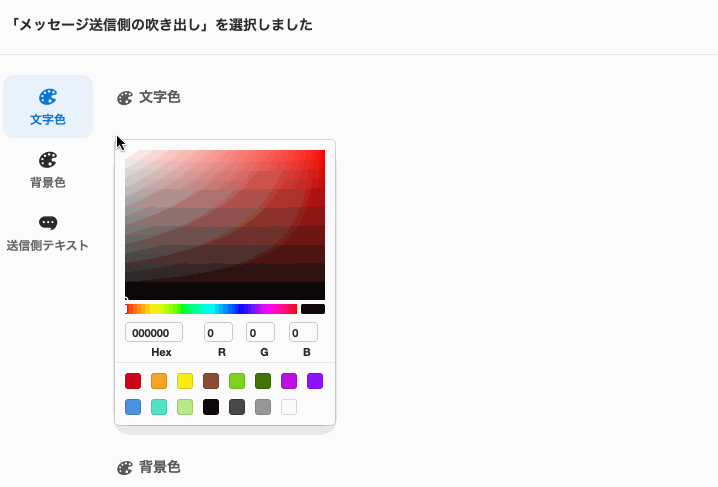 「メッセージ送信側の吹き出し」を選択しました
文字色
背景色
送信側テキスト
文字色
000000 0 0 0
Hex R G B
背景色